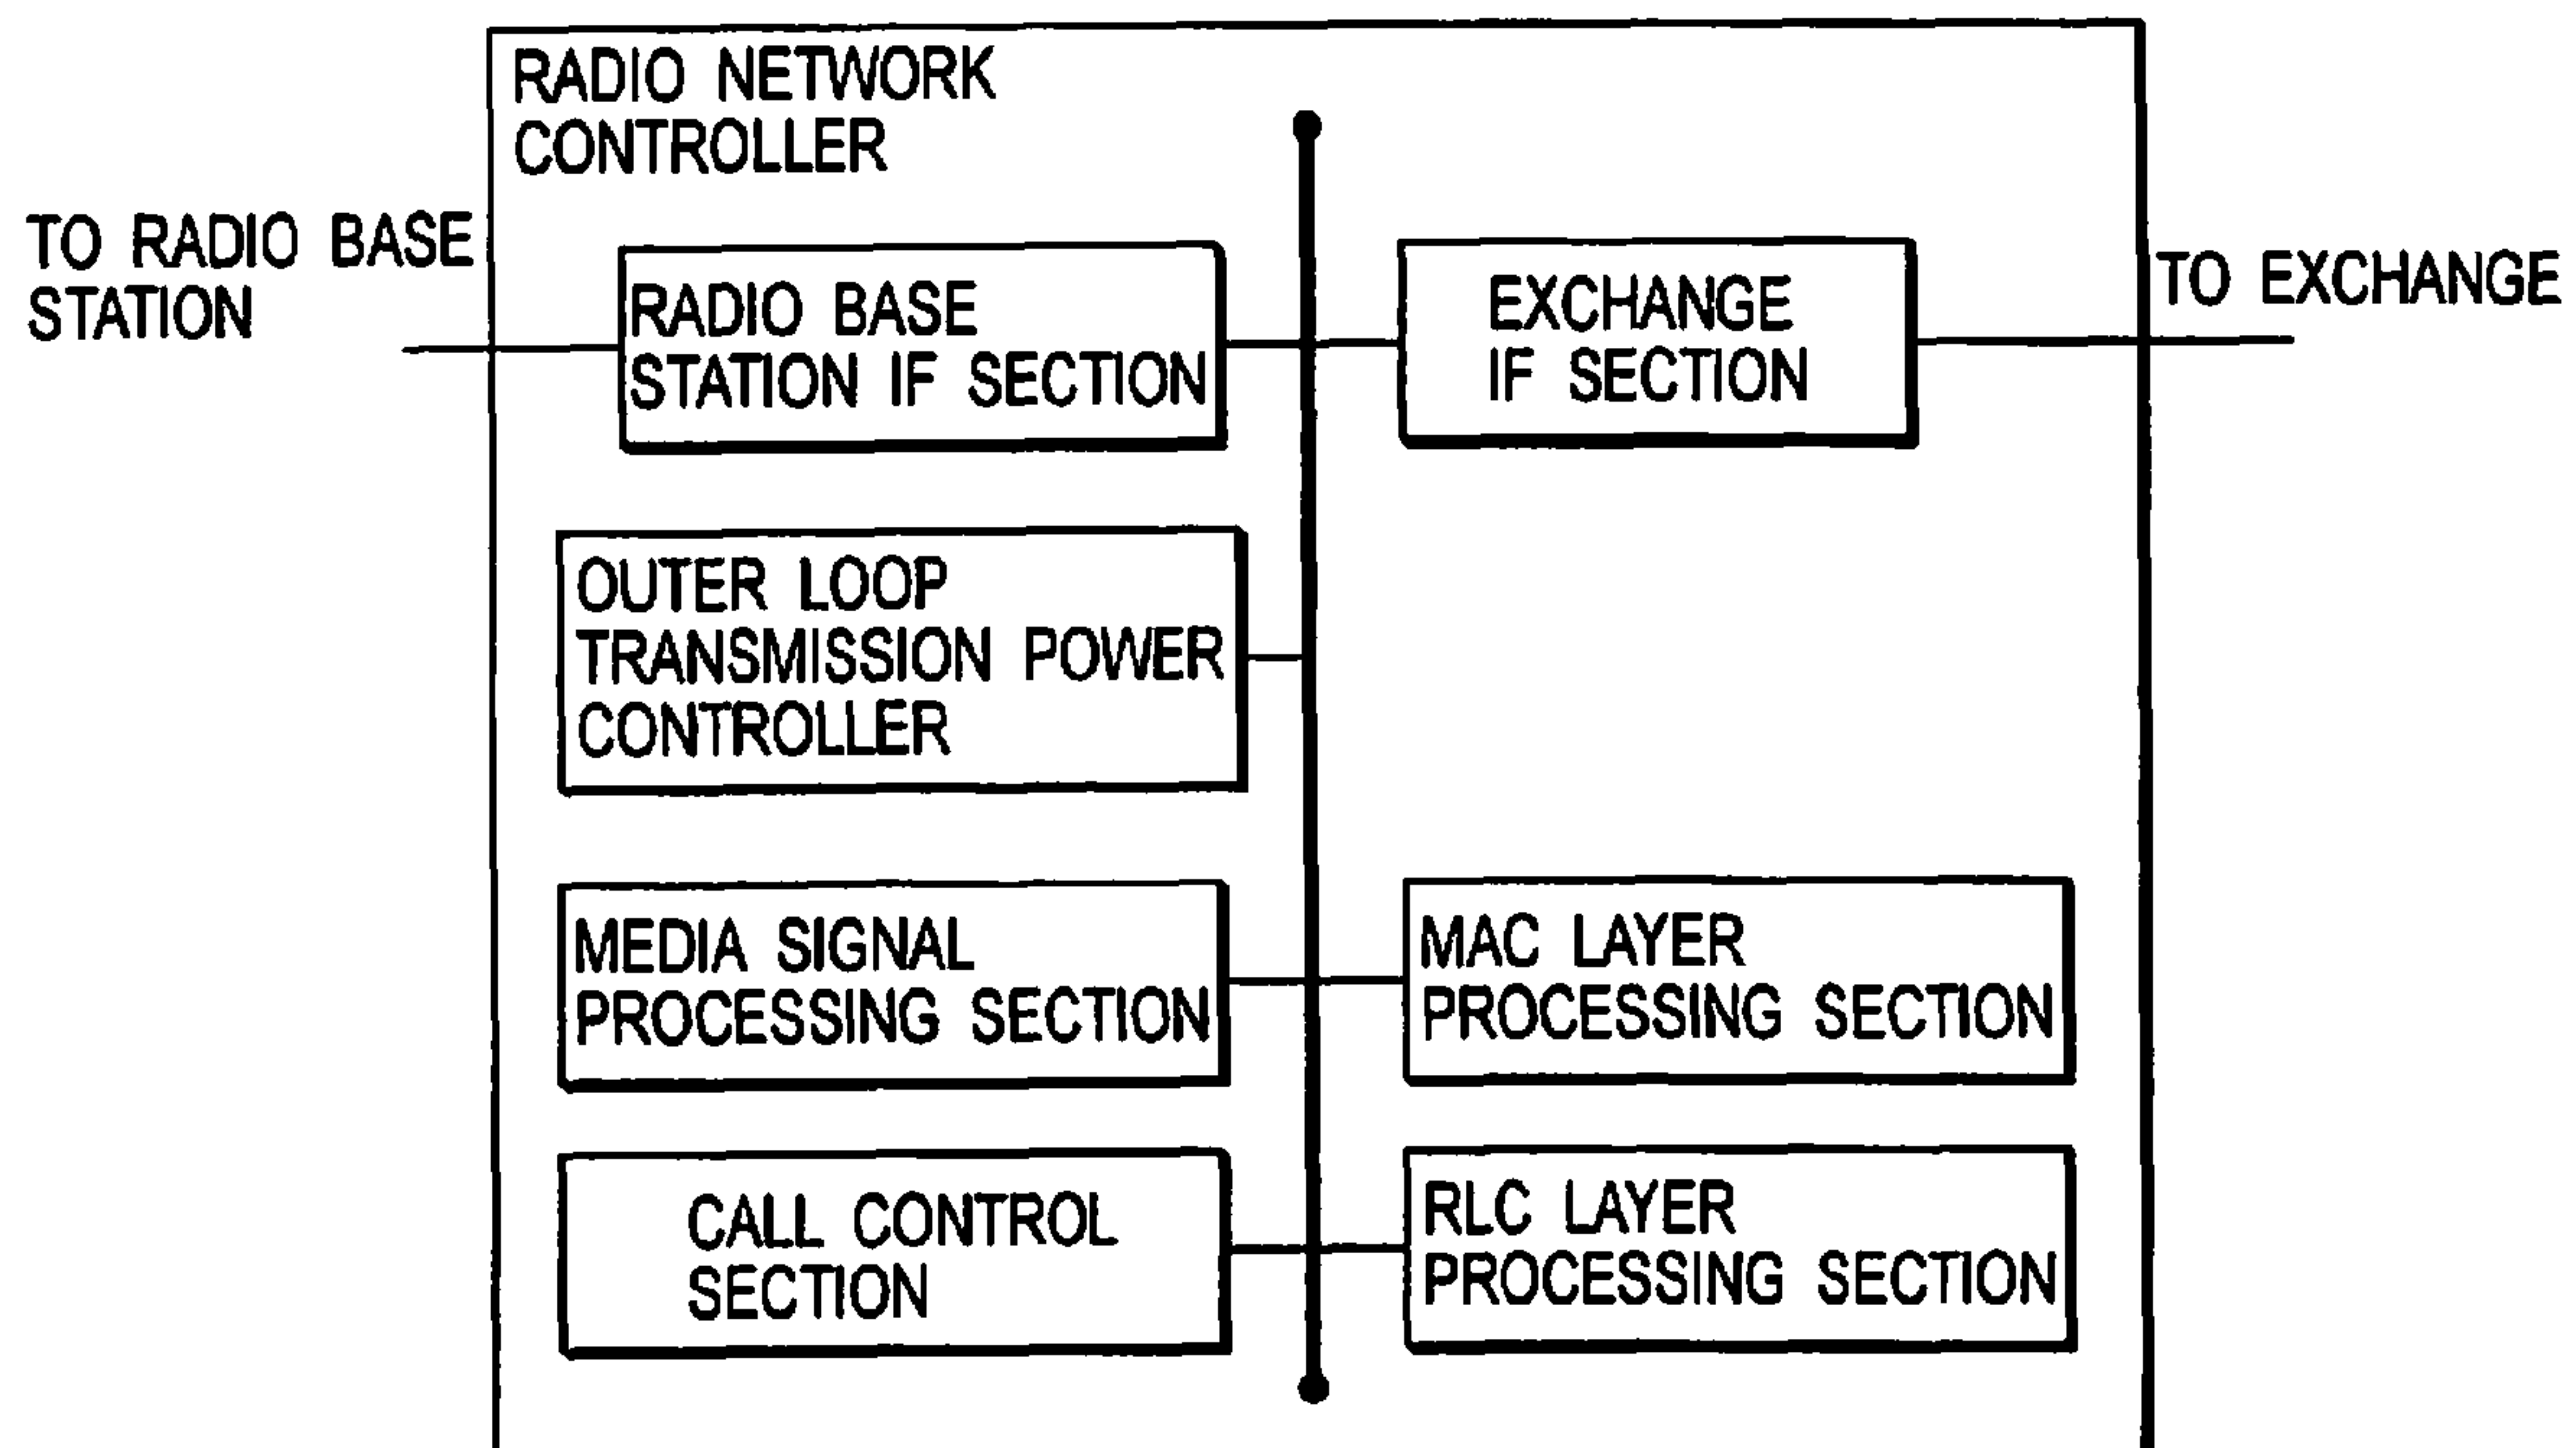 RADIO NETWORK
CONTROLLER
TO RADIO BASE
STATION
RADIO BASE
STATION IF SECTION
EXCHANGE
IF SECTION
TO EXCHANGE
OUTER LOOP
TRANSMISSION POWER
CONTROLLER
MEDIA SIGNAL
PROCESSING SECTION
MAC LAYER
PROCESSING SECTION
CALL CONTROL
SECTION
RLC LAYER
PROCESSING SECTION